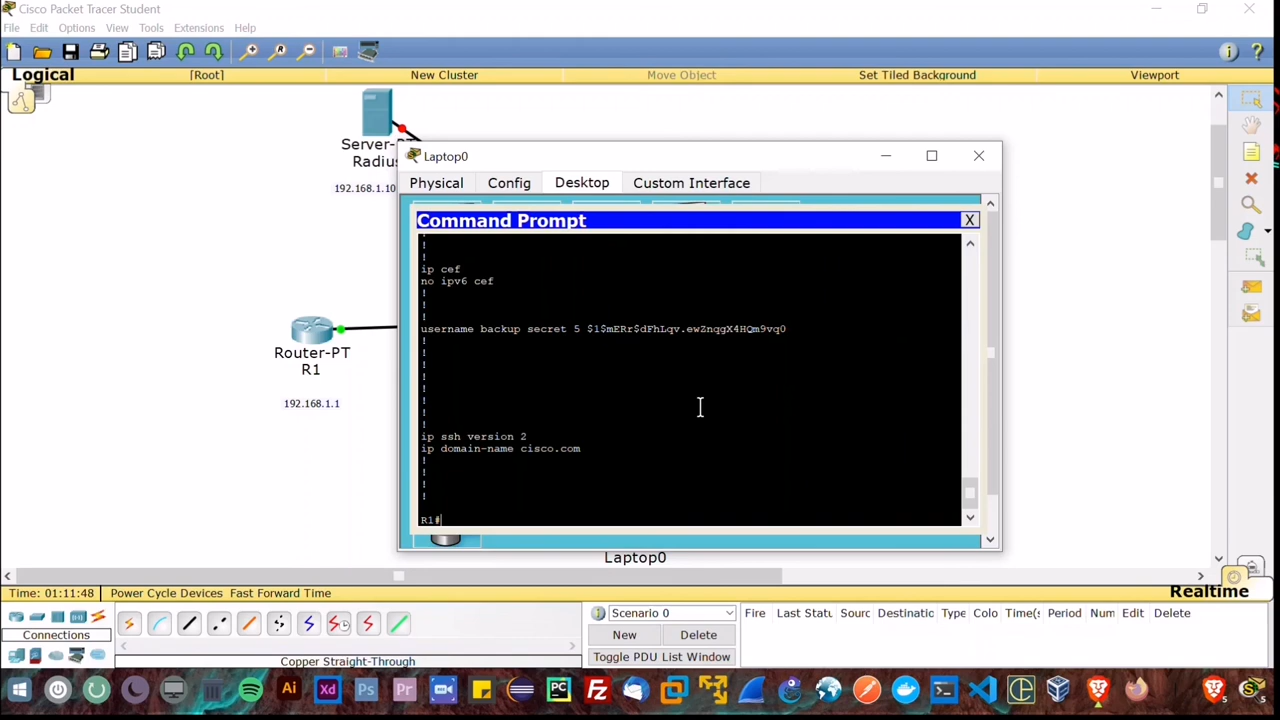 Cisco Packet Tracer Student
File Edit Options View Tools Extensions Help
Logical [Root] New Cluster Move Object Set Tiled Background Viewport
Server-PT
Radius
192.168.1.10
Router-PT
R1
192.168.1.1
Laptop0
Physical Config Desktop Custom Interface
Command Prompt X
!
!
ip cef
no ipv6 cef
!
!
!
username backup secret 5 $1$mERr$dFhLqv.ewZnqgX4HQm9vq0
!
!
!
!
!
!
!
!
ip ssh version 2
ip domain-name cisco.com
!
!
!
!
R1#
Laptop0
Time: 01:11:48 Power Cycle Devices Fast Forward Time Realtime
Connections
Copper Straight-Through
Scenario 0
New Delete
Toggle PDU List Window
Fire Last Statu Sourc Destinatic Type Colo Time(s Period Num Edit Delete